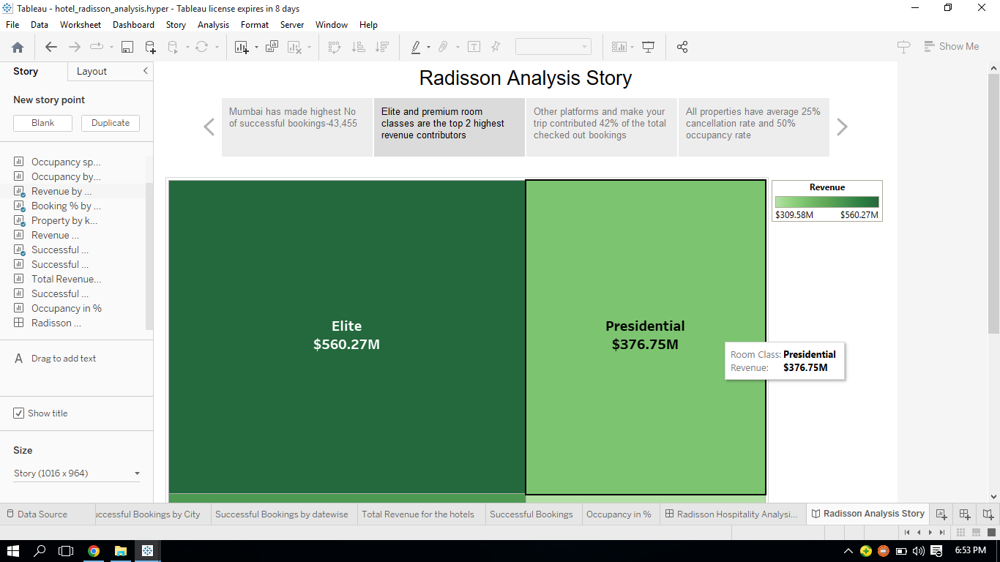 Tableau - hotel_radisson_analysis.hyper - Tableau license expires in 8 days
File Data Worksheet Dashboard Story Analysis Format Server Window Help
Show Me
Story Layout
New story point
Blank Duplicate
Occupancy sp...
Occupancy by...
Revenue by ...
Booking % by ...
Property by k...
Revenue ...
Successful ...
Successful ...
Total Revenue...
Successful ...
Occupancy in %
Radisson ...
A Drag to add text
Show title
Size
Story (1016 x 964)
Radisson Analysis Story
Mumbai has made highest No
of successful bookings-43,455
Elite and premium room
classes are the top 2 highest
revenue contributors
Other platforms and make your
trip contributed 42% of the total
checked out bookings
All properties have average 25%
cancellation rate and 50%
occupancy rate
Elite
$560.27M
Presidential
$376.75M
Room Class: Presidential
Revenue: $376.75M
Revenue
$309.58M $560.27M
Data Source uccessful Bookings by City Successful Bookings by datewise Total Revenue for the hotels Successful Bookings Occupancy in % Radisson Hospitality Analysi... Radisson Analysis Story
6:53 PM